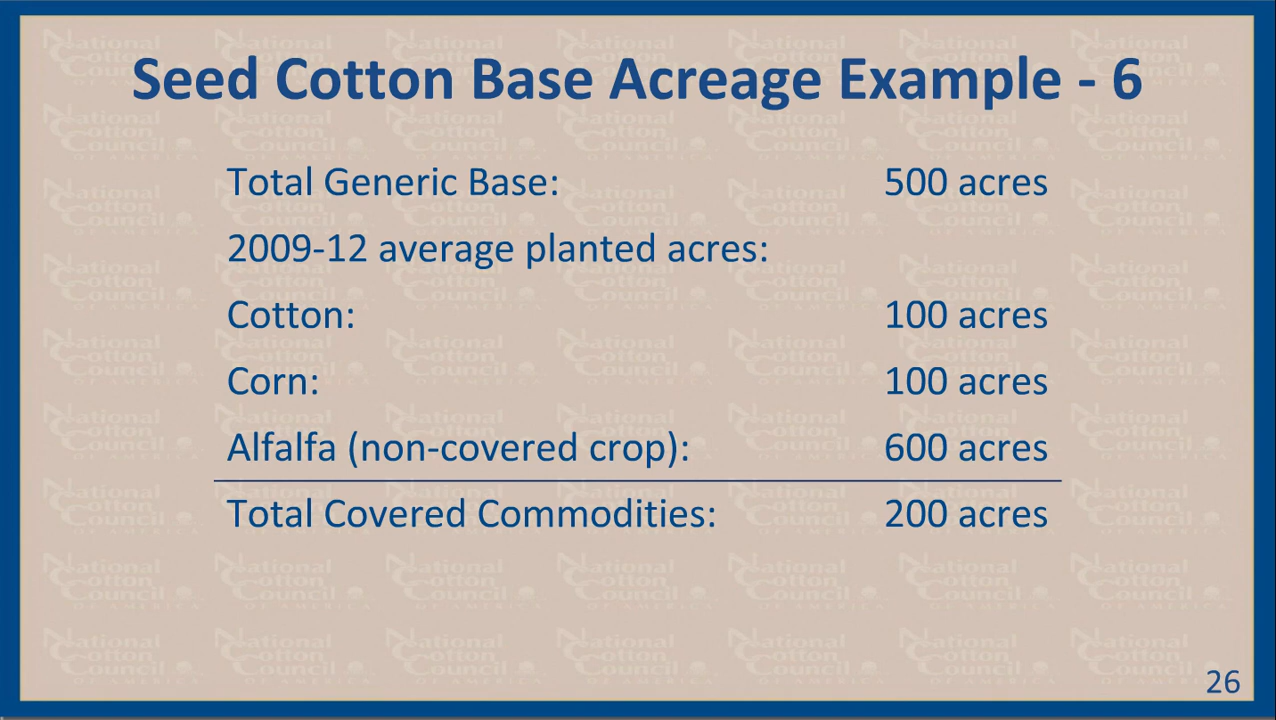 Seed Cotton Base Acreage Example - 6
Total Generic Base: 500 acres
2009-12 average planted acres:
Cotton: 100 acres
Corn: 100 acres
Alfalfa (non-covered crop): 600 acres
Total Covered Commodities: 200 acres
26